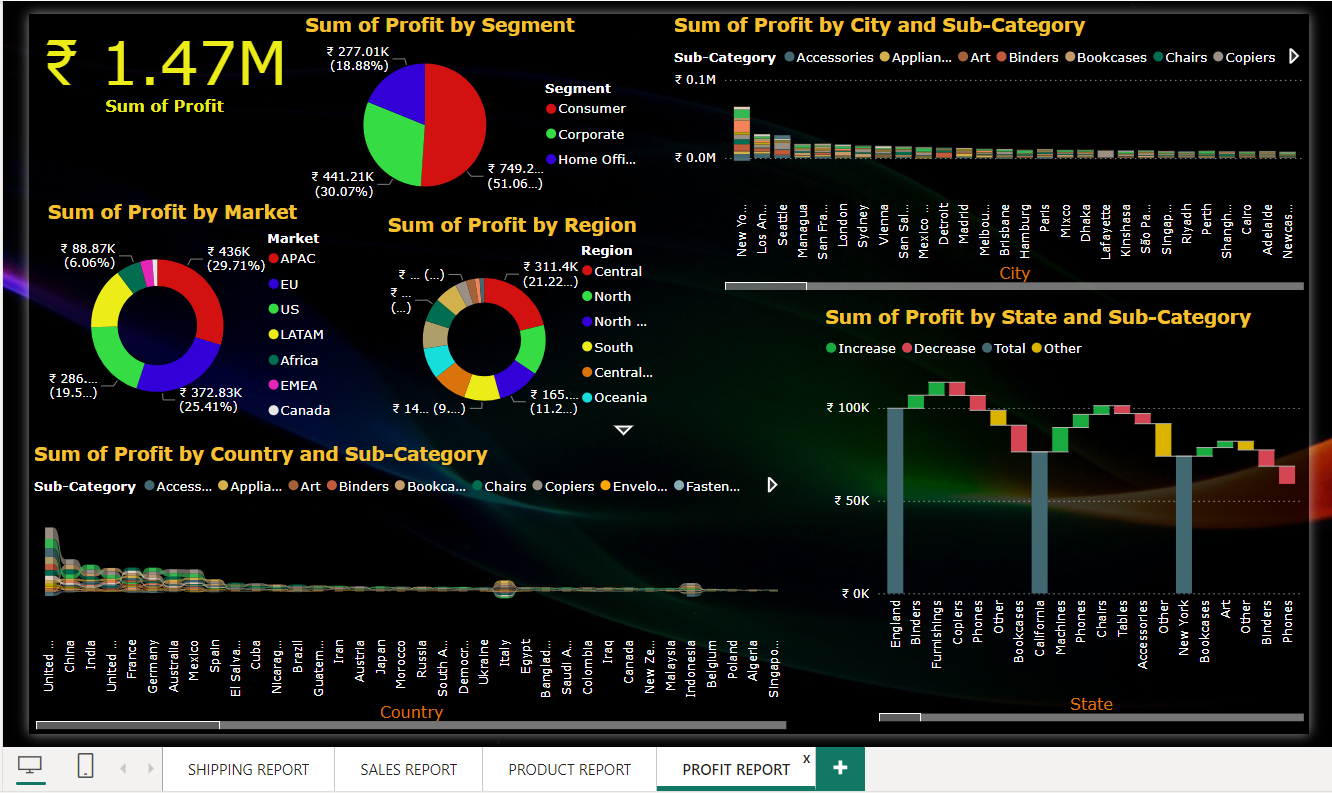 ₹ 1.47M
Sum of Profit
Sum of Profit by Segment
₹ 277.01K
(18.88%)
₹ 441.21K
(30.07%)
₹ 749.2...
(51.06...)
Segment
Consumer
Corporate
Home Offi...
Sum of Profit by City and Sub-Category
Sub-Category Accessories Applian... Art Binders Bookcases Chairs Copiers
₹ 0.1M
₹ 0.0M
New Yo...
Los An...
Seattle
Managua
San Fra...
London
Sydney
Vienna
San Sal...
Mexico ...
Detroit
Madrid
Melbou...
Brisbane
Hamburg
Paris
Mixco
Dhaka
Lafayette
Kinshasa
São Pa...
Singap...
Riyadh
Perth
Shangh...
Cairo
Adelaide
Newcas...
City
Sum of Profit by Market
₹ 88.87K
(6.06%)
₹ 436K
(29.71%)
₹ 286....
(19.5...)
₹ 372.83K
(25.41%)
Market
APAC
EU
US
LATAM
Africa
EMEA
Canada
Sum of Profit by Region
₹ ... (...)
₹ ...
(...)
₹ 311.4K
(21.22...)
₹ 14... (9....)
₹ 165....
(11.2...)
Region
Central
North
North ...
South
Central...
Oceania
Sum of Profit by State and Sub-Category
Increase Decrease Total Other
₹ 100K
₹ 50K
₹ 0K
England
Binders
Furnishings
Copiers
Phones
Other
Bookcases
California
Machines
Phones
Chairs
Tables
Accessories
Other
New York
Bookcases
Art
Other
Binders
Phones
State
Sum of Profit by Country and Sub-Category
Sub-Category Access... Applia... Art Binders Bookca... Chairs Copiers Envelo... Fasten...
United ...
China
India
United ...
France
Germany
Australia
Mexico
Spain
El Salva...
Cuba
Nicarag...
Brazil
Guatem...
Iran
Austria
Japan
Morocco
Russia
South A...
Democr...
Ukraine
Italy
Egypt
Banglad...
Saudi A...
Colombia
Iraq
Canada
New Ze...
Malaysia
Indonesia
Belgium
Poland
Algeria
Singapo...
Country
SHIPPING REPORT
SALES REPORT
PRODUCT REPORT
PROFIT REPORT
x
+